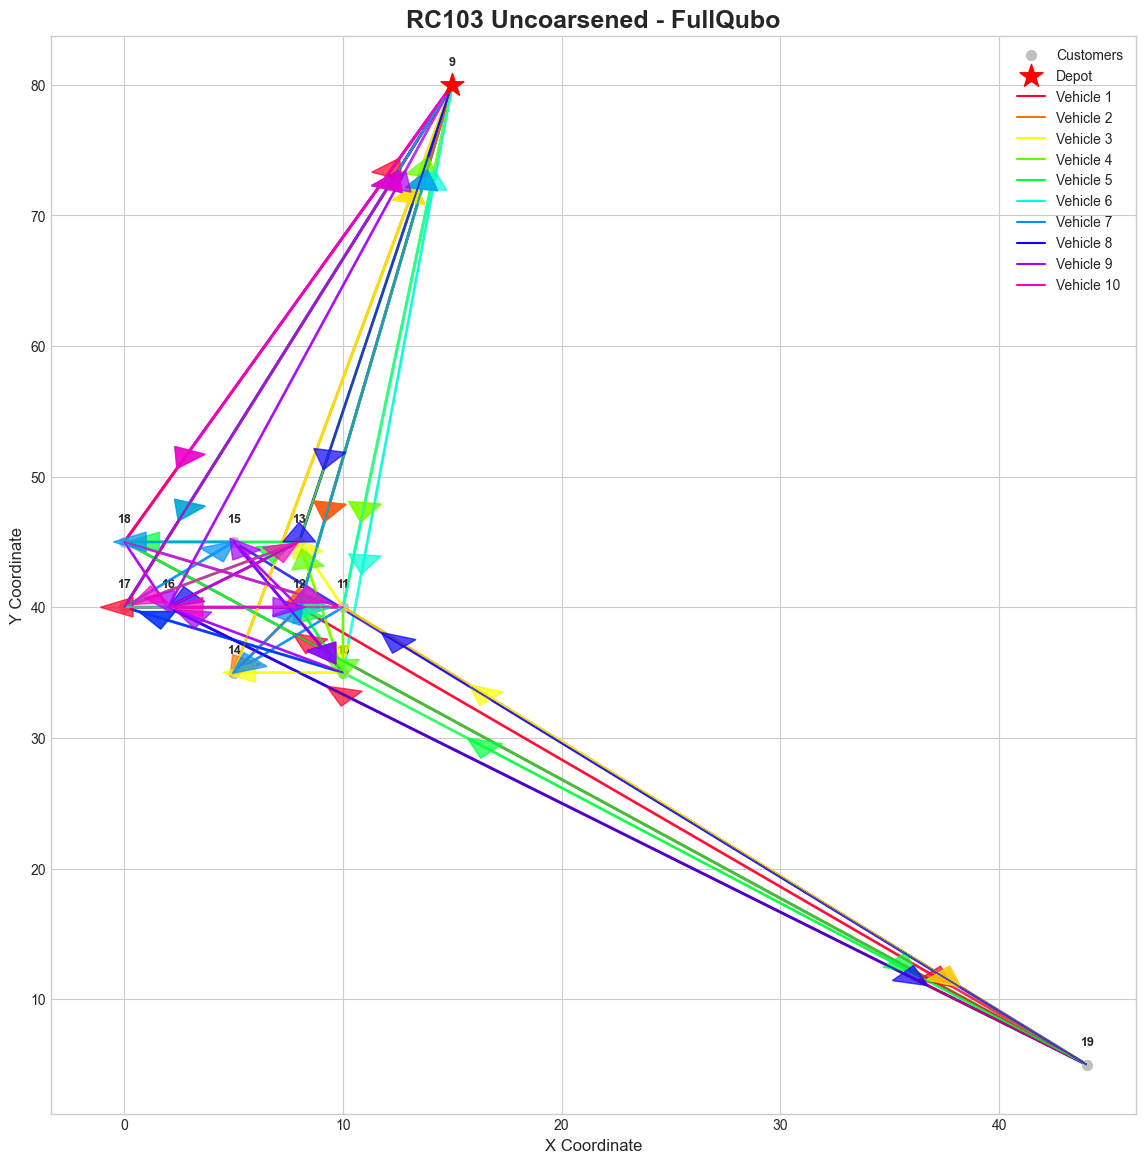 RC103 Uncoarsened - FullQubo
Customers
Depot
Vehicle 1
Vehicle 2
Vehicle 3
Vehicle 4
Vehicle 5
Vehicle 6
Vehicle 7
Vehicle 8
Vehicle 9
Vehicle 10
9
18
15
13
17
16
12
11
14
10
19
80
70
60
50
40
30
20
10
Y Coordinate
0
10
20
30
40
X Coordinate